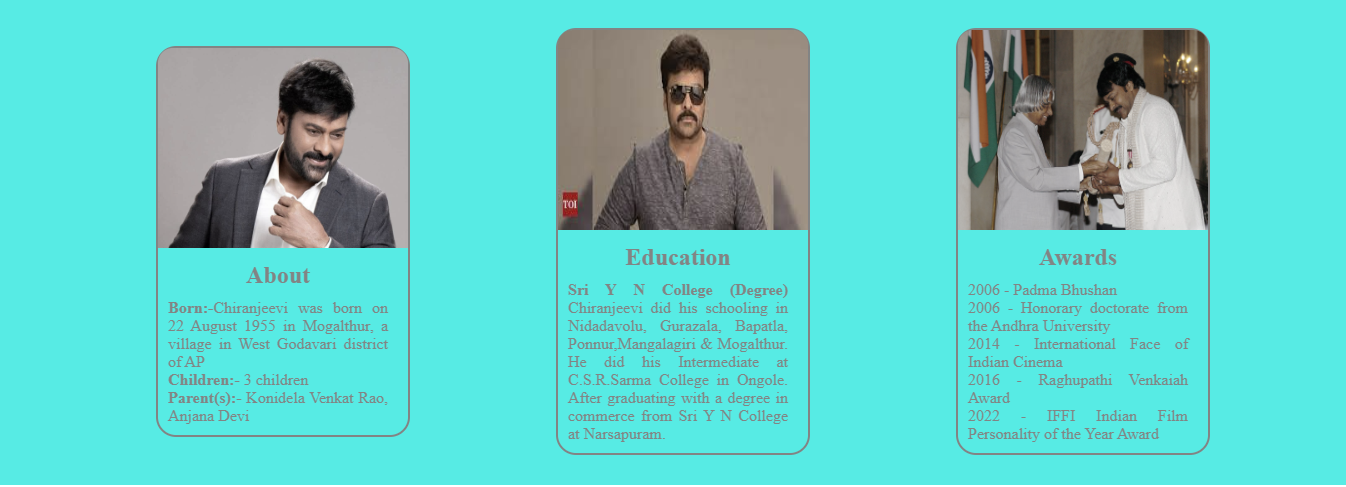 About
Born:-Chiranjeevi was born on
22 August 1955 in Mogalthur, a
village in West Godavari district
of AP
Children:- 3 children
Parent(s):- Konidela Venkat Rao,
Anjana Devi
TOI
Education
Sri Y N College (Degree)
Chiranjeevi did his schooling in
Nidadavolu, Gurazala, Bapatla,
Ponnur,Mangalagiri & Mogalthur.
He did his Intermediate at
C.S.R.Sarma College in Ongole.
After graduating with a degree in
commerce from Sri Y N College
at Narsapuram.
Awards
2006 - Padma Bhushan
2006 - Honorary doctorate from
the Andhra University
2014 - International Face of
Indian Cinema
2016 - Raghupathi Venkaiah
Award
2022 - IFFI Indian Film
Personality of the Year Award